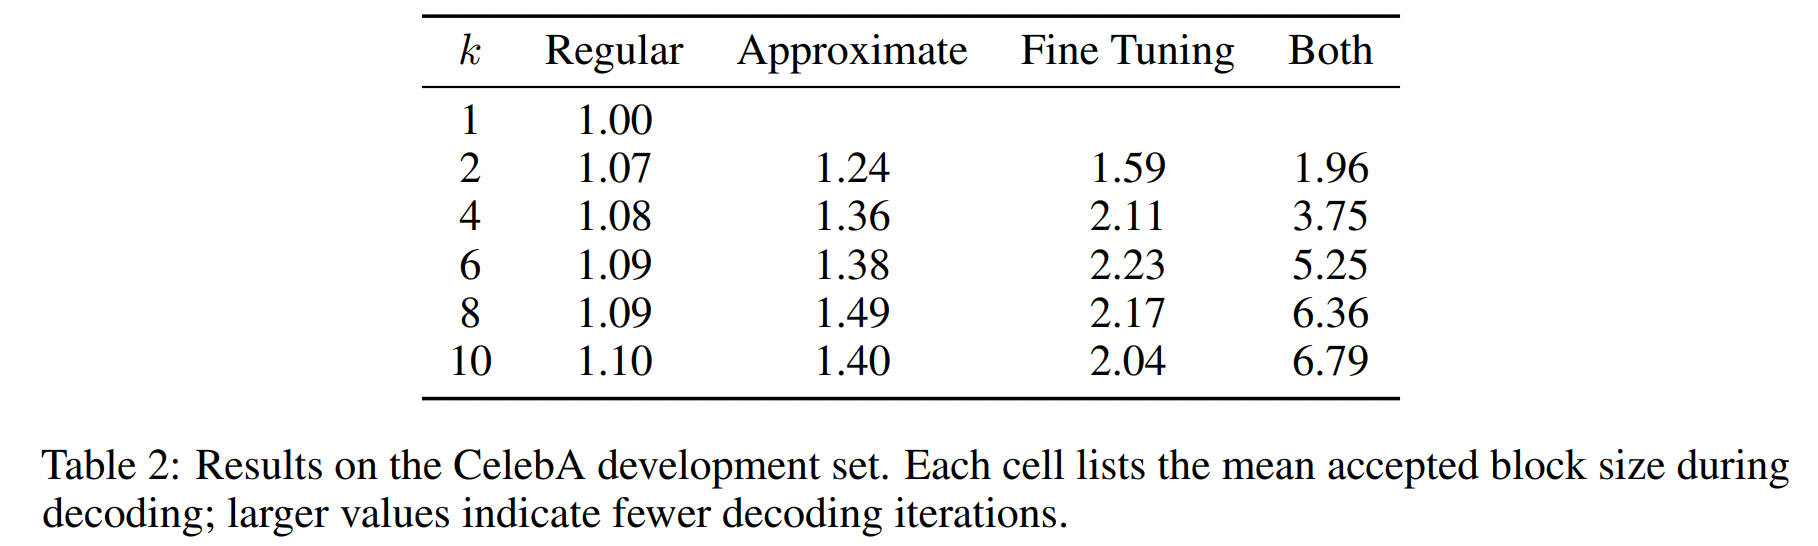 k Regular Approximate Fine Tuning Both
1 1.00
2 1.07 1.24 1.59 1.96
4 1.08 1.36 2.11 3.75
6 1.09 1.38 2.23 5.25
8 1.09 1.49 2.17 6.36
10 1.10 1.40 2.04 6.79
Table 2: Results on the CelebA development set. Each cell lists the mean accepted block size during
decoding; larger values indicate fewer decoding iterations.